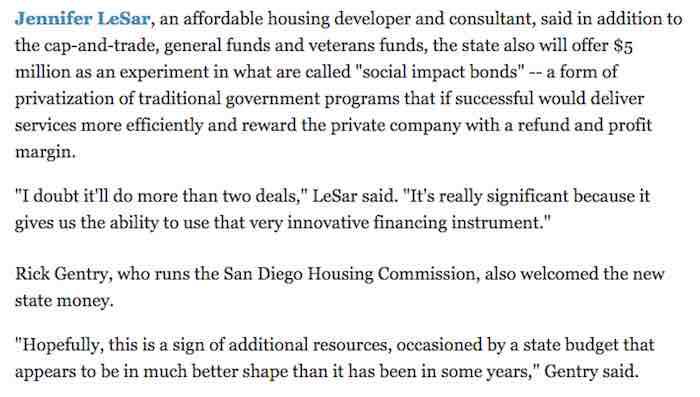 Jennifer LeSar, an affordable housing developer and consultant, said in addition to
the cap-and-trade, general funds and veterans funds, the state also will offer $5
million as an experiment in what are called "social impact bonds" -- a form of
privatization of traditional government programs that if successful would deliver
services more efficiently and reward the private company with a refund and profit
margin.
"I doubt it'll do more than two deals," LeSar said. "It's really significant because it
gives us the ability to use that very innovative financing instrument."
Rick Gentry, who runs the San Diego Housing Commission, also welcomed the new
state money.
"Hopefully, this is a sign of additional resources, occasioned by a state budget that
appears to be in much better shape than it has been in some years," Gentry said.